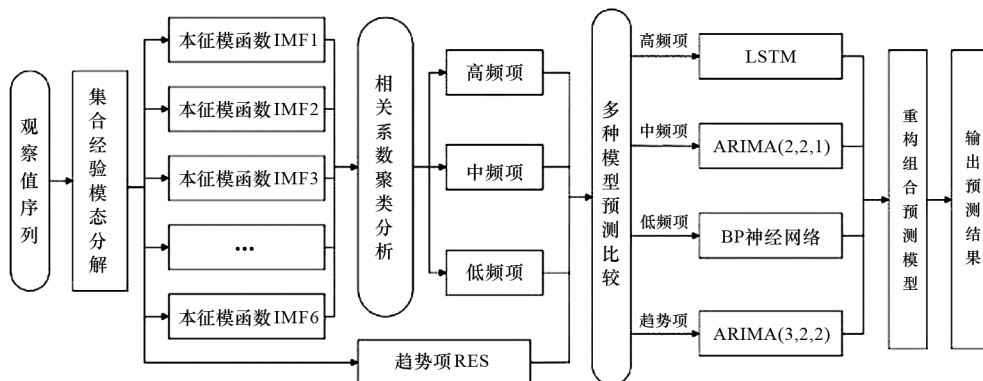 观察值序列
集合经验模态分解
本征模函数IMF1
本征模函数IMF2
本征模函数IMF3
...
本征模函数IMF6
趋势项RES
相关系数聚类分析
高频项
中频项
低频项
多种模型预测比较
高频项
LSTM
中频项
ARIMA(2,2,1)
低频项
BP神经网络
趋势项
ARIMA(3,2,2)
重构组合预测模型
输出预测结果